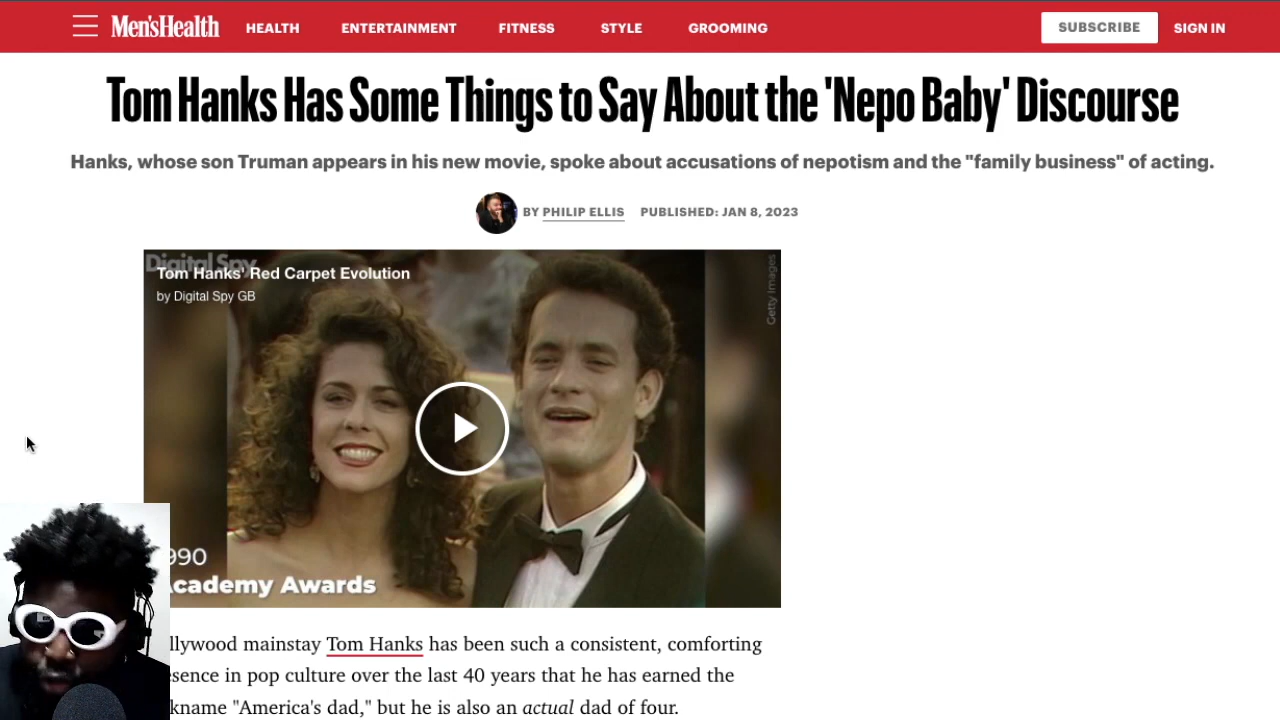 Men'sHealth HEALTH ENTERTAINMENT FITNESS STYLE GROOMING SUBSCRIBE SIGN IN
Tom Hanks Has Some Things to Say About the 'Nepo Baby' Discourse
Hanks, whose son Truman appears in his new movie, spoke about accusations of nepotism and the "family business" of acting.
BY PHILIP ELLIS PUBLISHED: JAN 8, 2023
Digital Spy
Tom Hanks' Red Carpet Evolution
by Digital Spy GB
Getty Images
990
cademy Awards
llywood mainstay Tom Hanks has been such a consistent, comforting
esence in pop culture over the last 40 years that he has earned the
kname "America's dad," but he is also an actual dad of four.